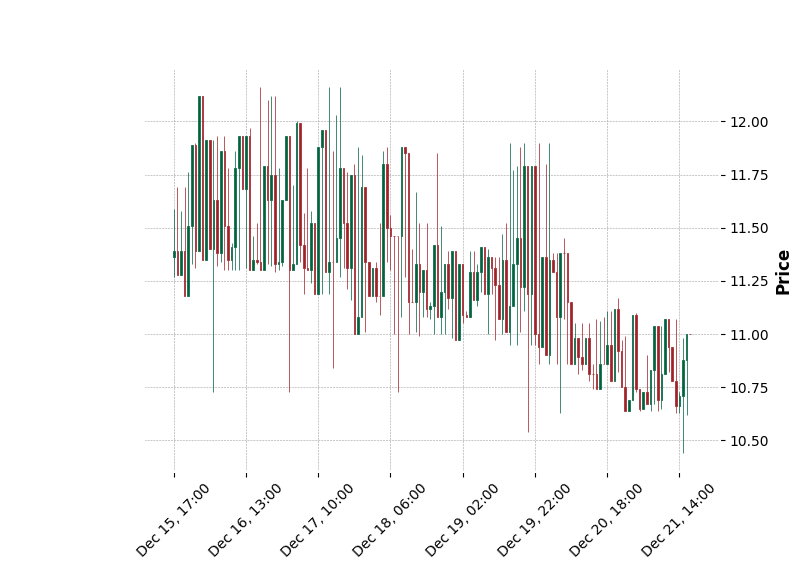 12.00
11.75
11.50
11.25
11.00
10.75
10.50
Price
Dec 15, 17:00
Dec 16, 13:00
Dec 17, 10:00
Dec 18, 06:00
Dec 19, 02:00
Dec 19, 22:00
Dec 20, 18:00
Dec 21, 14:00